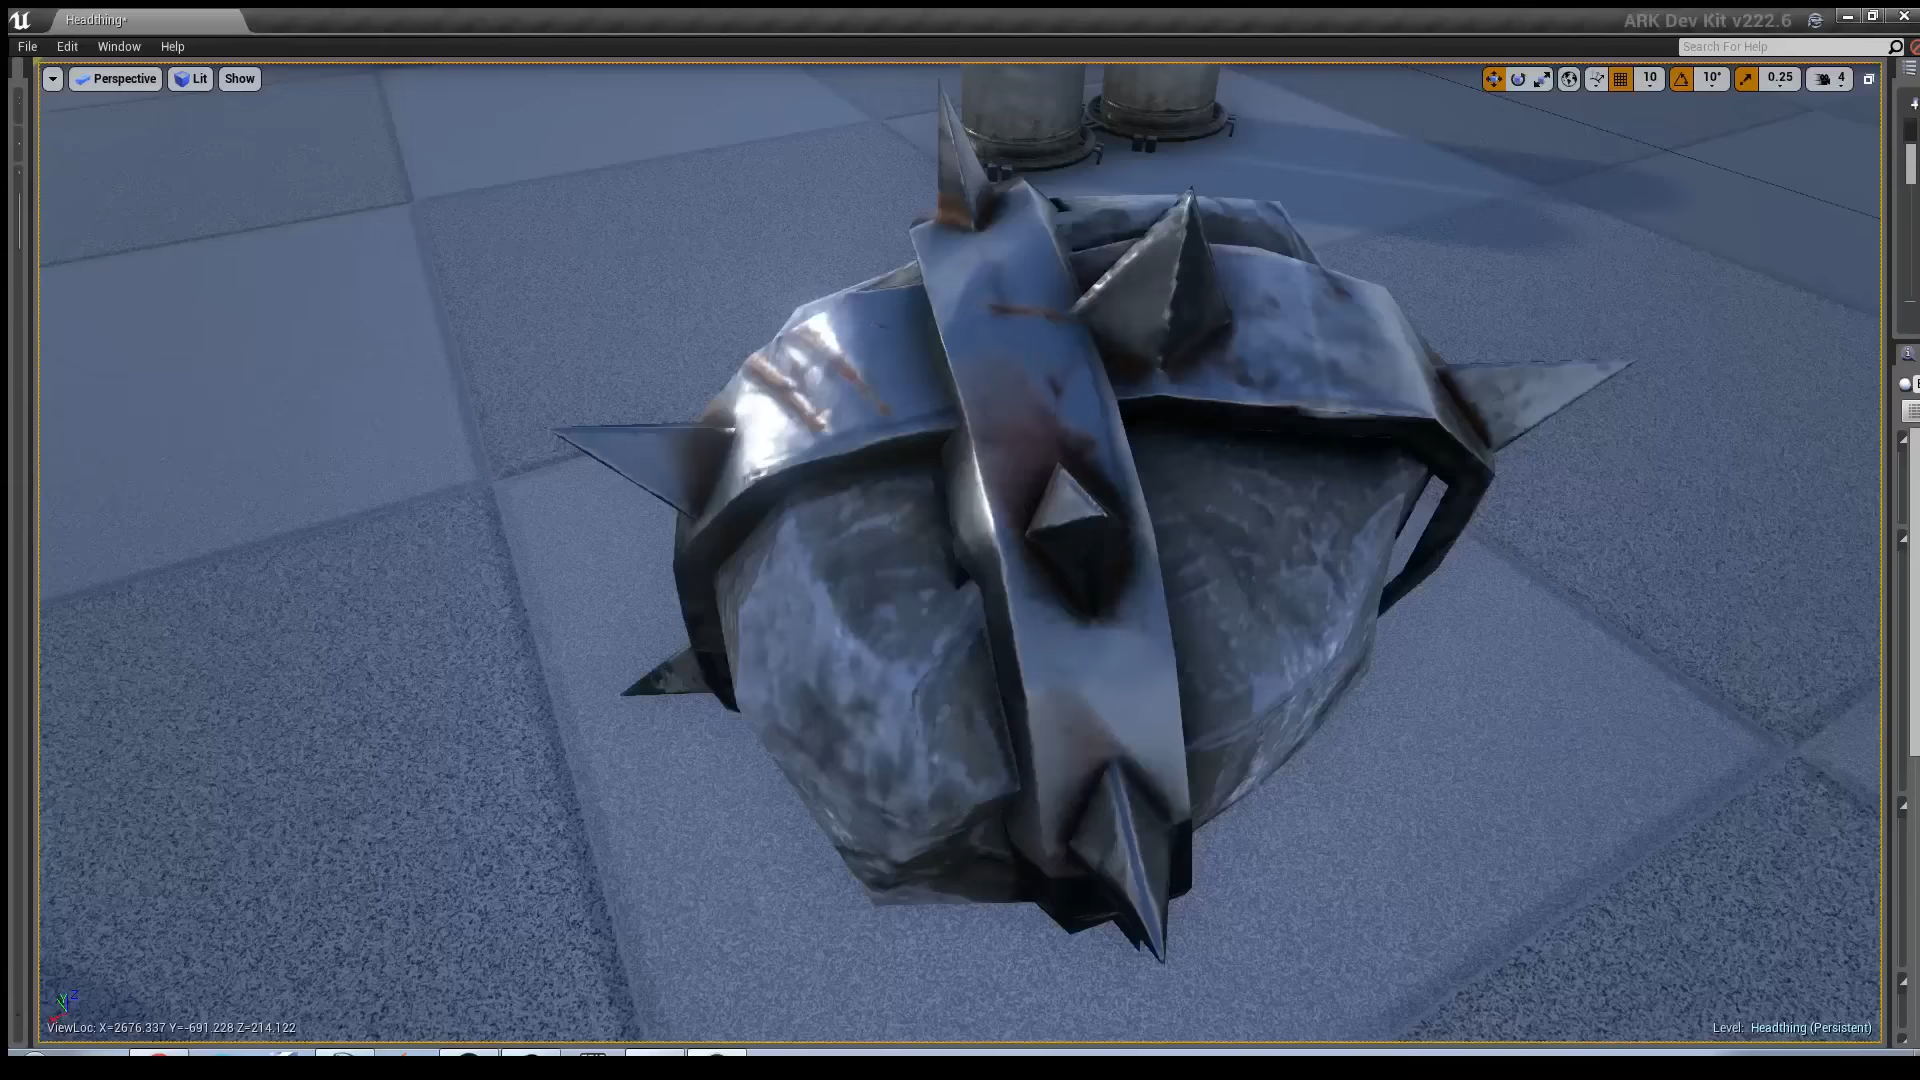 Headthing*
ARK Dev Kit v222.6
File Edit Window Help
Search For Help
Perspective Lit Show
10 10° 0.25 4
ViewLoc: X=2676.337 Y=-691.228 Z=214.122
Level: Headthing (Persistent)